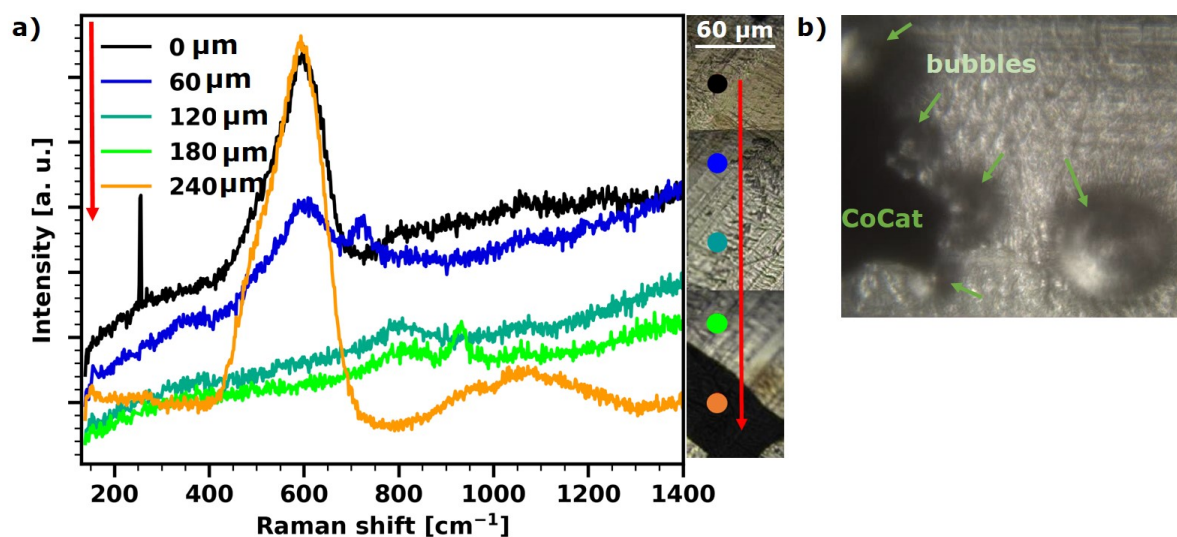 a)
0 μm
60 μm
120 μm
180 μm
240 μm
Intensity [a. u.]
200 400 600 800 1000 1200 1400
Raman shift [cm⁻¹]
60 μm
b)
bubbles
CoCat